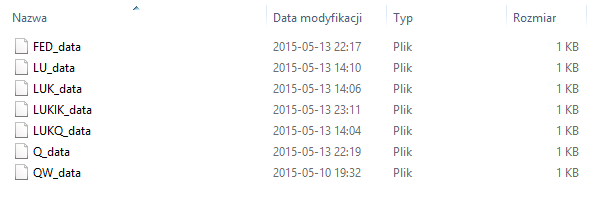 Nazwa Data modyfikacji Typ Rozmiar
FED_data 2015-05-13 22:17 Plik 1 KB
LU_data 2015-05-13 14:10 Plik 1 KB
LUK_data 2015-05-13 14:06 Plik 1 KB
LUKIK_data 2015-05-13 23:11 Plik 1 KB
LUKQ_data 2015-05-13 14:04 Plik 1 KB
Q_data 2015-05-13 22:19 Plik 1 KB
QW_data 2015-05-10 19:32 Plik 1 KB